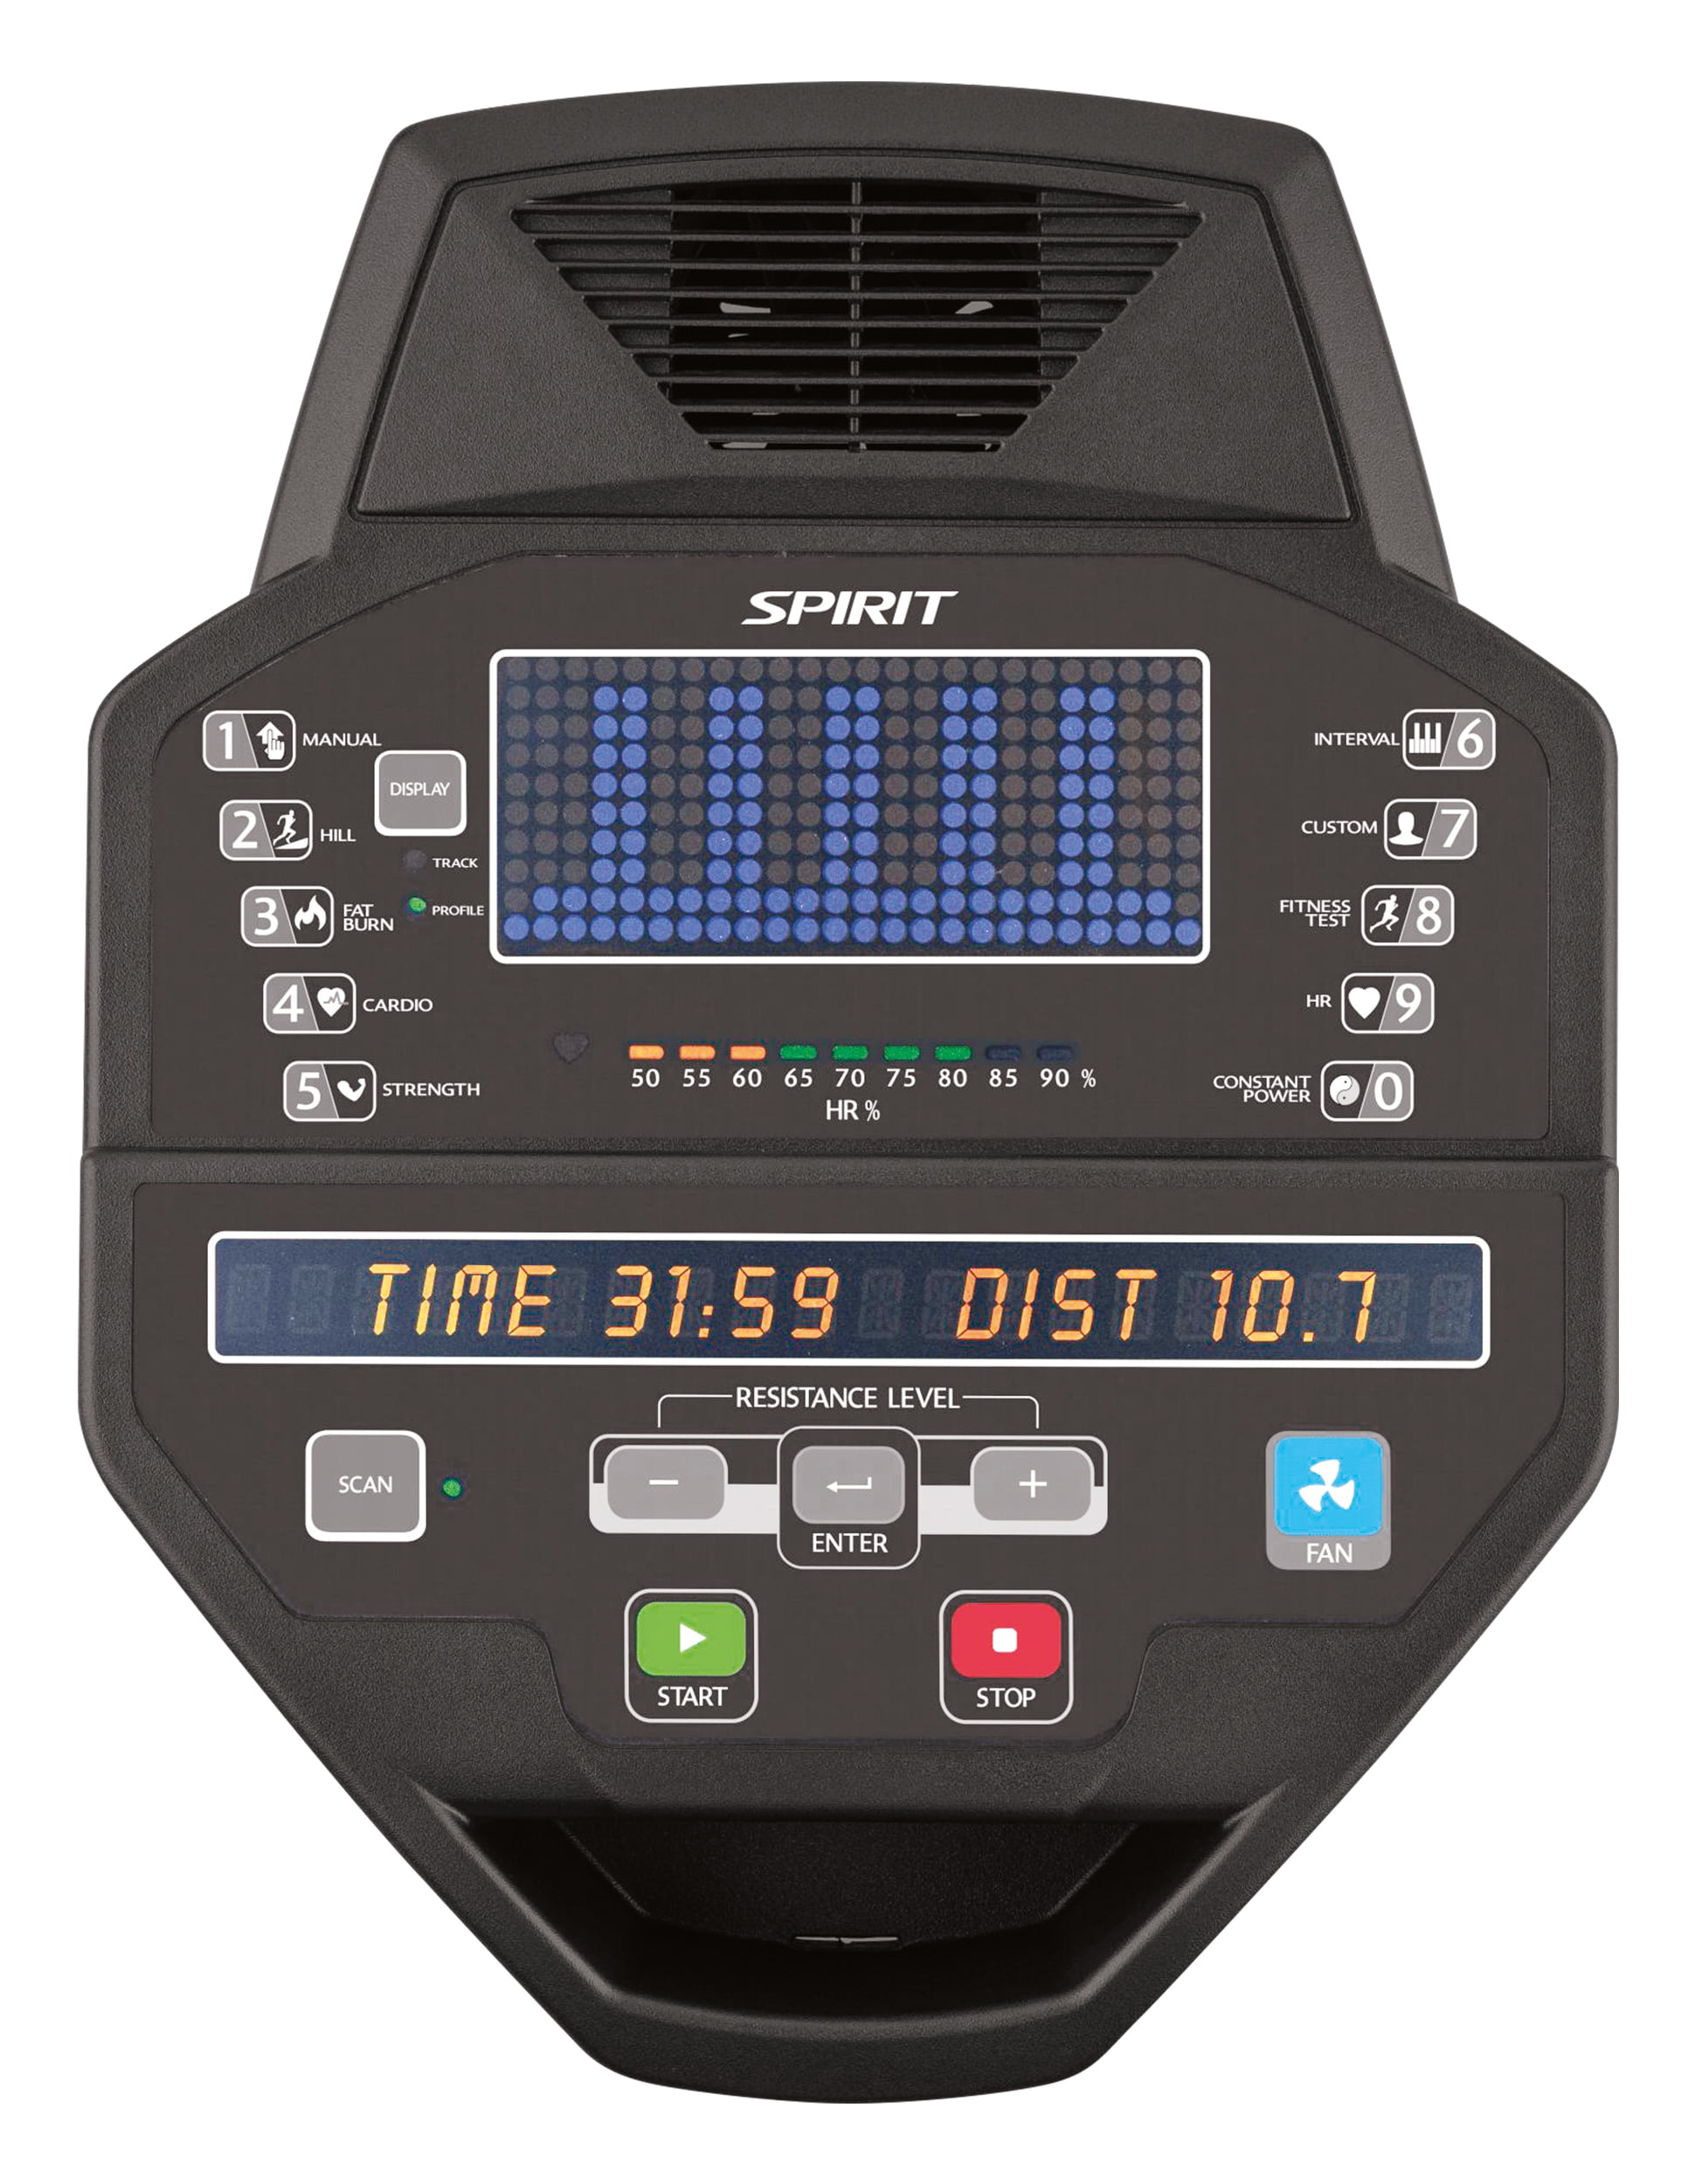 SPIRIT
1 MANUAL
DISPLAY
2 HILL
TRACK
3 FAT BURN
PROFILE
4 CARDIO
5 STRENGTH
INTERVAL 6
CUSTOM 7
FITNESS TEST 8
HR 9
CONSTANT POWER 0
50 55 60 65 70 75 80 85 90 %
HR %
TIME 31:59 DIST 10.7
RESISTANCE LEVEL
SCAN
− +
ENTER
FAN
START
STOP